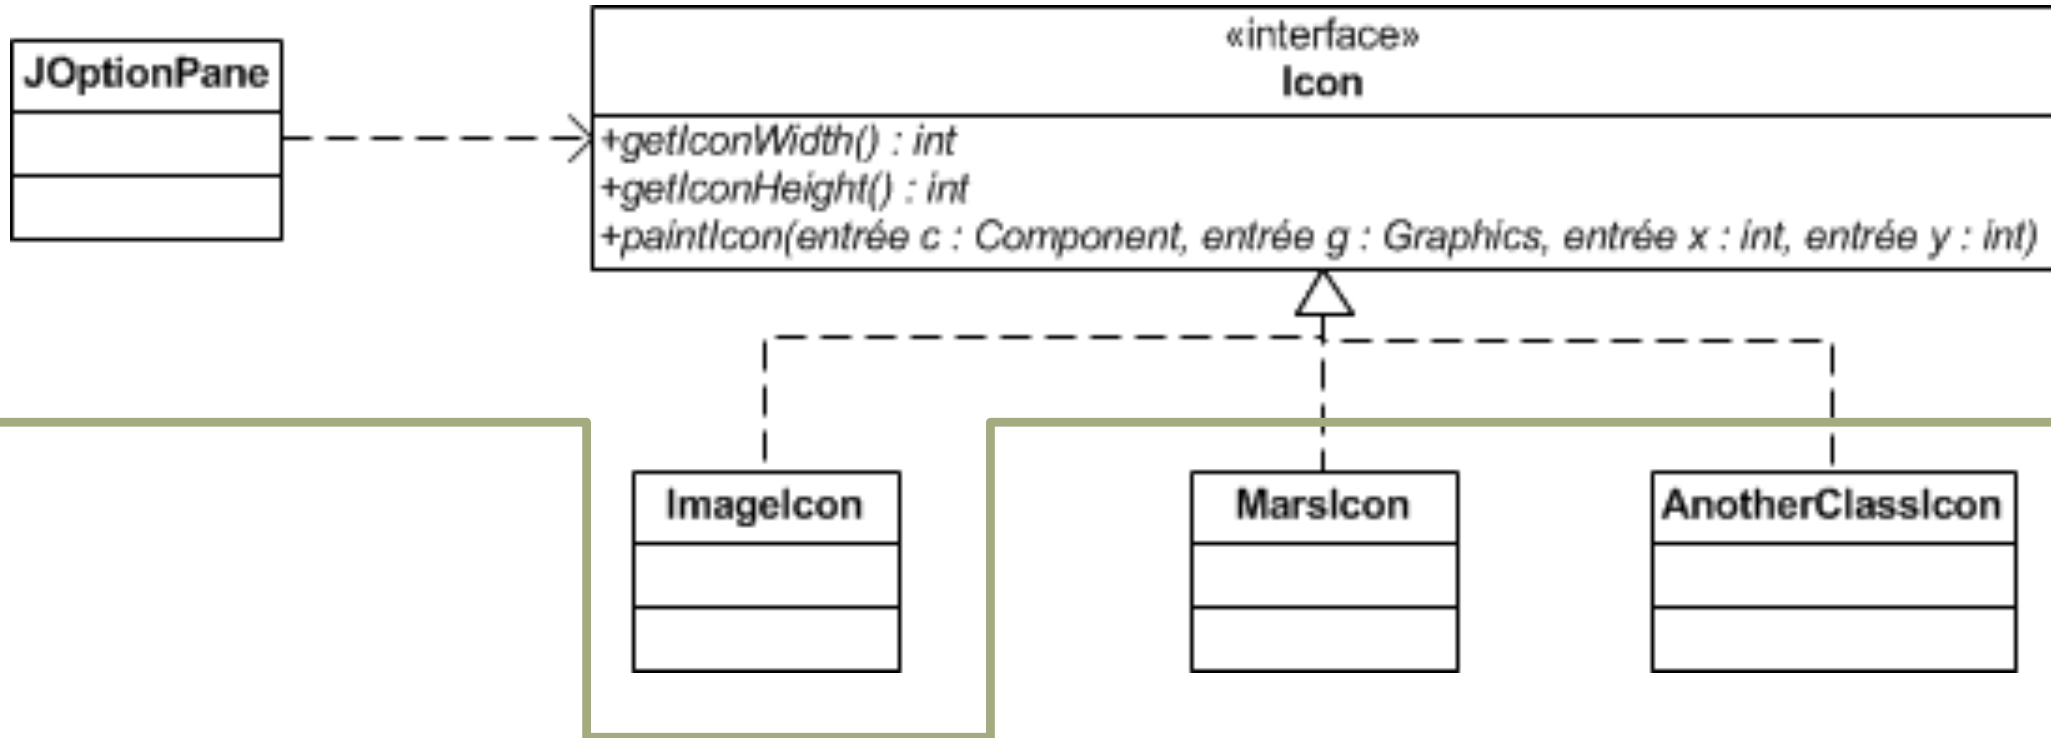 JOptionPane
«interface»
Icon
+getIconWidth() : int
+getIconHeight() : int
+paintIcon(entrée c : Component, entrée g : Graphics, entrée x : int, entrée y : int)
ImageIcon
MarsIcon
AnotherClassIcon